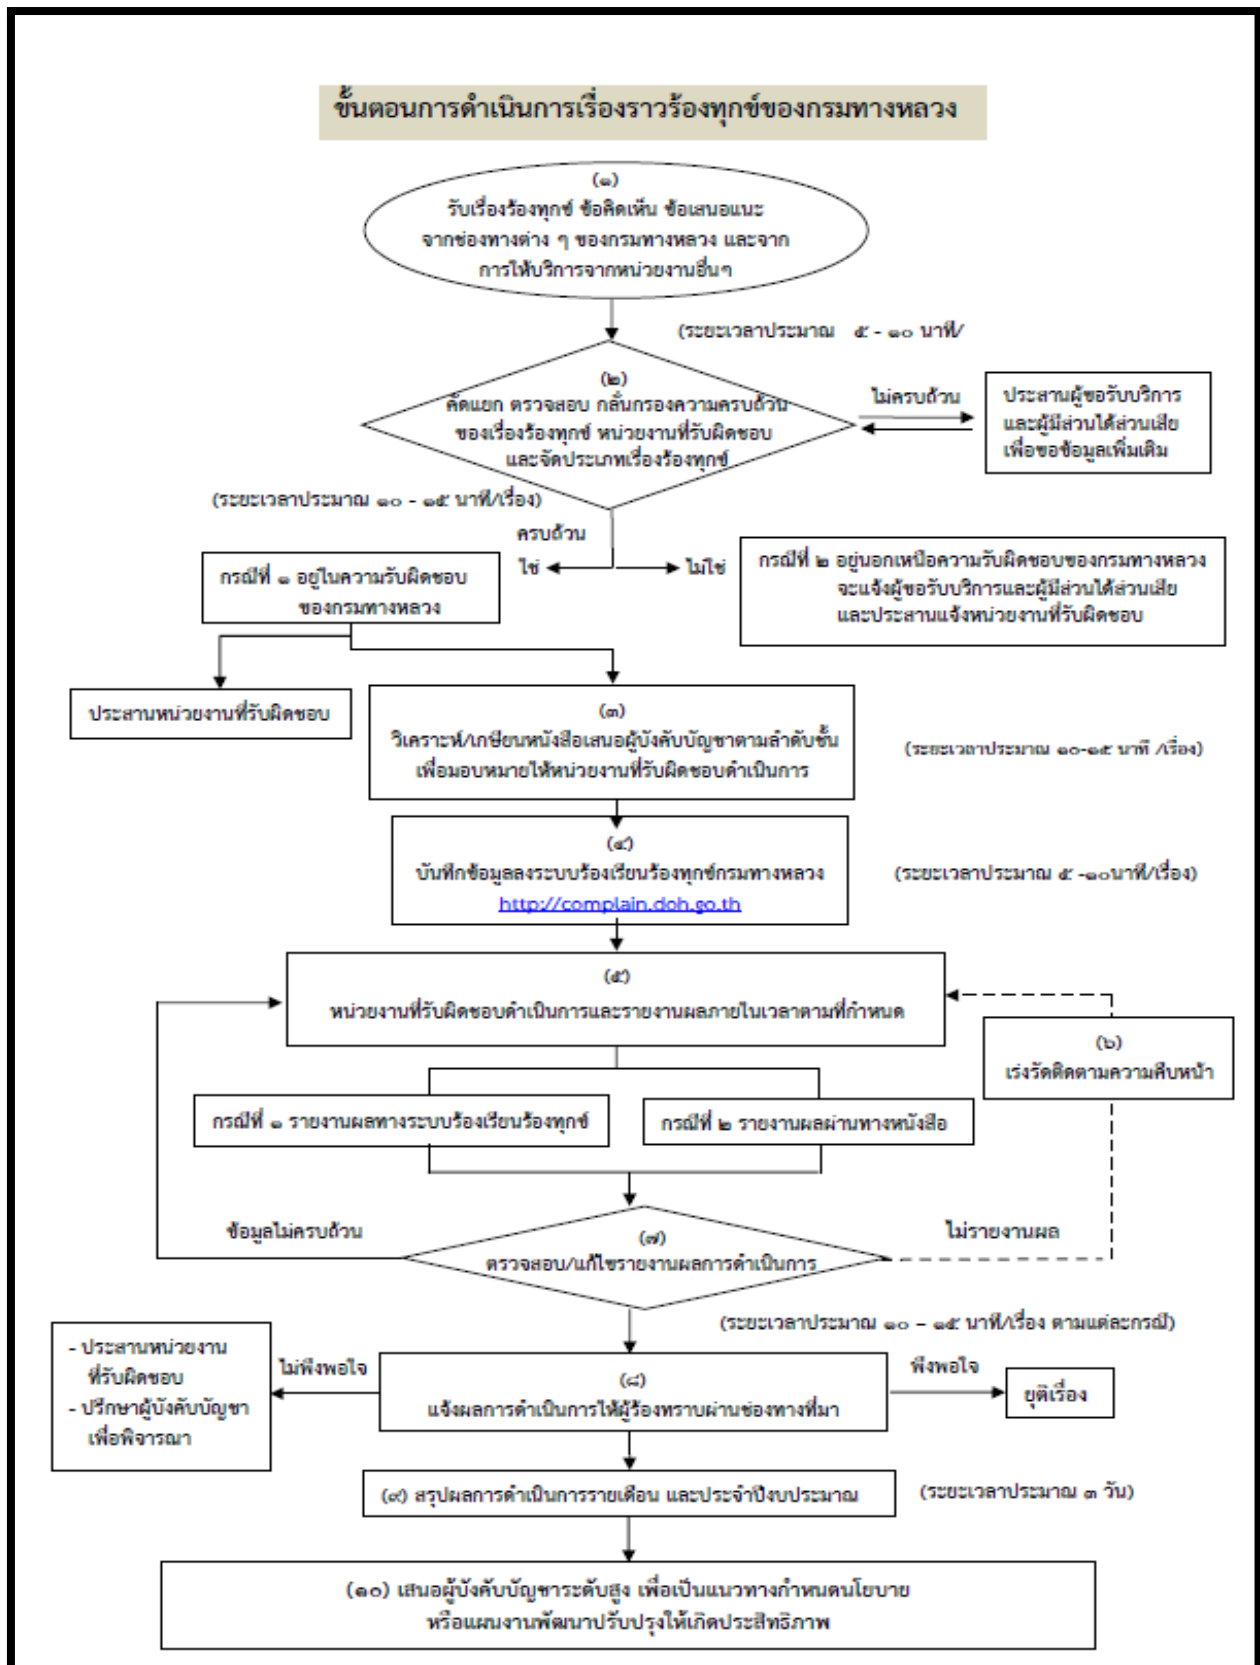 ขั้นตอนการดำเนินการเรื่องราวร้องทุกข์ของกรมทางหลวง
(๑)
รับเรื่องร้องทุกข์ ข้อคิดเห็น ข้อเสนอแนะ
จากช่องทางต่าง ๆ ของกรมทางหลวง และจาก
การให้บริการจากหน่วยงานอื่นๆ
(ระยะเวลาประมาณ ๕ - ๑๐ นาที/
(๒)
คัดแยก ตรวจสอบ กลั่นกรองความครบถ้วน
ของเรื่องร้องทุกข์ หน่วยงานที่รับผิดชอบ
และจัดประเภทเรื่องร้องทุกข์
ไม่ครบถ้วน
ประสานผู้ขอรับบริการ
และผู้มีส่วนได้ส่วนเสีย
เพื่อขอข้อมูลเพิ่มเติม
(ระยะเวลาประมาณ ๑๐ - ๑๕ นาที/เรื่อง)
ครบถ้วน
ใช่
ไม่ใช่
กรณีที่ ๑ อยู่ในความรับผิดชอบ
ของกรมทางหลวง
กรณีที่ ๒ อยู่นอกเหนือความรับผิดชอบของกรมทางหลวง
จะแจ้งผู้ขอรับบริการและผู้มีส่วนได้ส่วนเสีย
และประสานแจ้งหน่วยงานที่รับผิดชอบ
ประสานหน่วยงานที่รับผิดชอบ
(๓)
วิเคราะห์/เกษียนหนังสือเสนอผู้บังคับบัญชาตามลำดับชั้น
เพื่อมอบหมายให้หน่วยงานที่รับผิดชอบดำเนินการ
(ระยะเวลาประมาณ ๑๐-๑๕ นาที /เรื่อง)
(๔)
บันทึกข้อมูลลงระบบร้องเรียนร้องทุกข์กรมทางหลวง
http://complain.doh.go.th
(ระยะเวลาประมาณ ๕ -๑๐นาที/เรื่อง)
(๕)
หน่วยงานที่รับผิดชอบดำเนินการและรายงานผลภายในเวลาตามที่กำหนด
(๖)
เร่งรัดติดตามความคืบหน้า
กรณีที่ ๑ รายงานผลทางระบบร้องเรียนร้องทุกข์
กรณีที่ ๒ รายงานผลผ่านทางหนังสือ
ข้อมูลไม่ครบถ้วน
ไม่รายงานผล
(๗)
ตรวจสอบ/แก้ไขรายงานผลการดำเนินการ
(ระยะเวลาประมาณ ๑๐ – ๑๕ นาที/เรื่อง ตามแต่ละกรณี)
- ประสานหน่วยงาน
ที่รับผิดชอบ
- ปรึกษาผู้บังคับบัญชา
เพื่อพิจารณา
ไม่พึงพอใจ
(๘)
แจ้งผลการดำเนินการให้ผู้ร้องทราบผ่านช่องทางที่มา
พึงพอใจ
ยุติเรื่อง
(๙) สรุปผลการดำเนินการรายเดือน และประจำปีงบประมาณ
(ระยะเวลาประมาณ ๓ วัน)
(๑๐) เสนอผู้บังคับบัญชาระดับสูง เพื่อเป็นแนวทางกำหนดนโยบาย
หรือแผนงานพัฒนาปรับปรุงให้เกิดประสิทธิภาพ